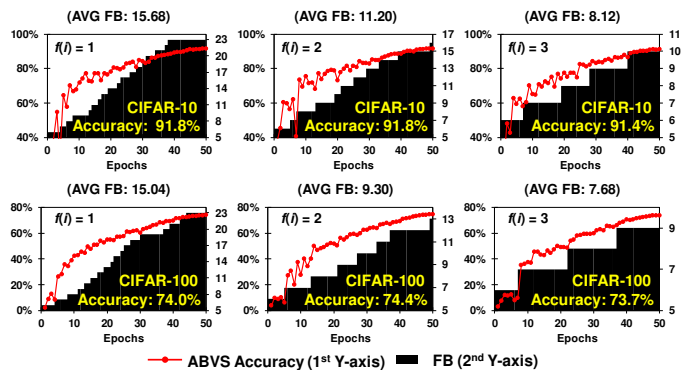 (AVG FB: 15.68) (AVG FB: 11.20) (AVG FB: 8.12)
100% 23 100% 17 100% 11
f(i) = 1 f(i) = 2 f(i) = 3
20 15 10
80% 17 80% 13 80% 9
14 11 8
60% 11 60% 9 60% 7
CIFAR-10 CIFAR-10 CIFAR-10
8 7 6
Accuracy: 91.8% Accuracy: 91.8% Accuracy: 91.4%
40% 5 40% 5 40% 5
0 10 20 30 40 50 0 10 20 30 40 50 0 10 20 30 40 50
Epochs Epochs Epochs
(AVG FB: 15.04) (AVG FB: 9.30) (AVG FB: 7.68)
80% 23 80% 80%
f(i) = 1 f(i) = 2 f(i) = 3
20 13 9
60% 17 60% 11 60%
40% 14 40% 9 40% 7
11
CIFAR-100 CIFAR-100 CIFAR-100
20% 8 20% 7 20%
Accuracy: 74.0% Accuracy: 74.4% Accuracy: 73.7%
0% 5 0% 5 0% 5
0 10 20 30 40 50 0 10 20 30 40 50 0 10 20 30 40 50
Epochs Epochs Epochs
ABVS Accuracy (1st Y-axis) FB (2nd Y-axis)